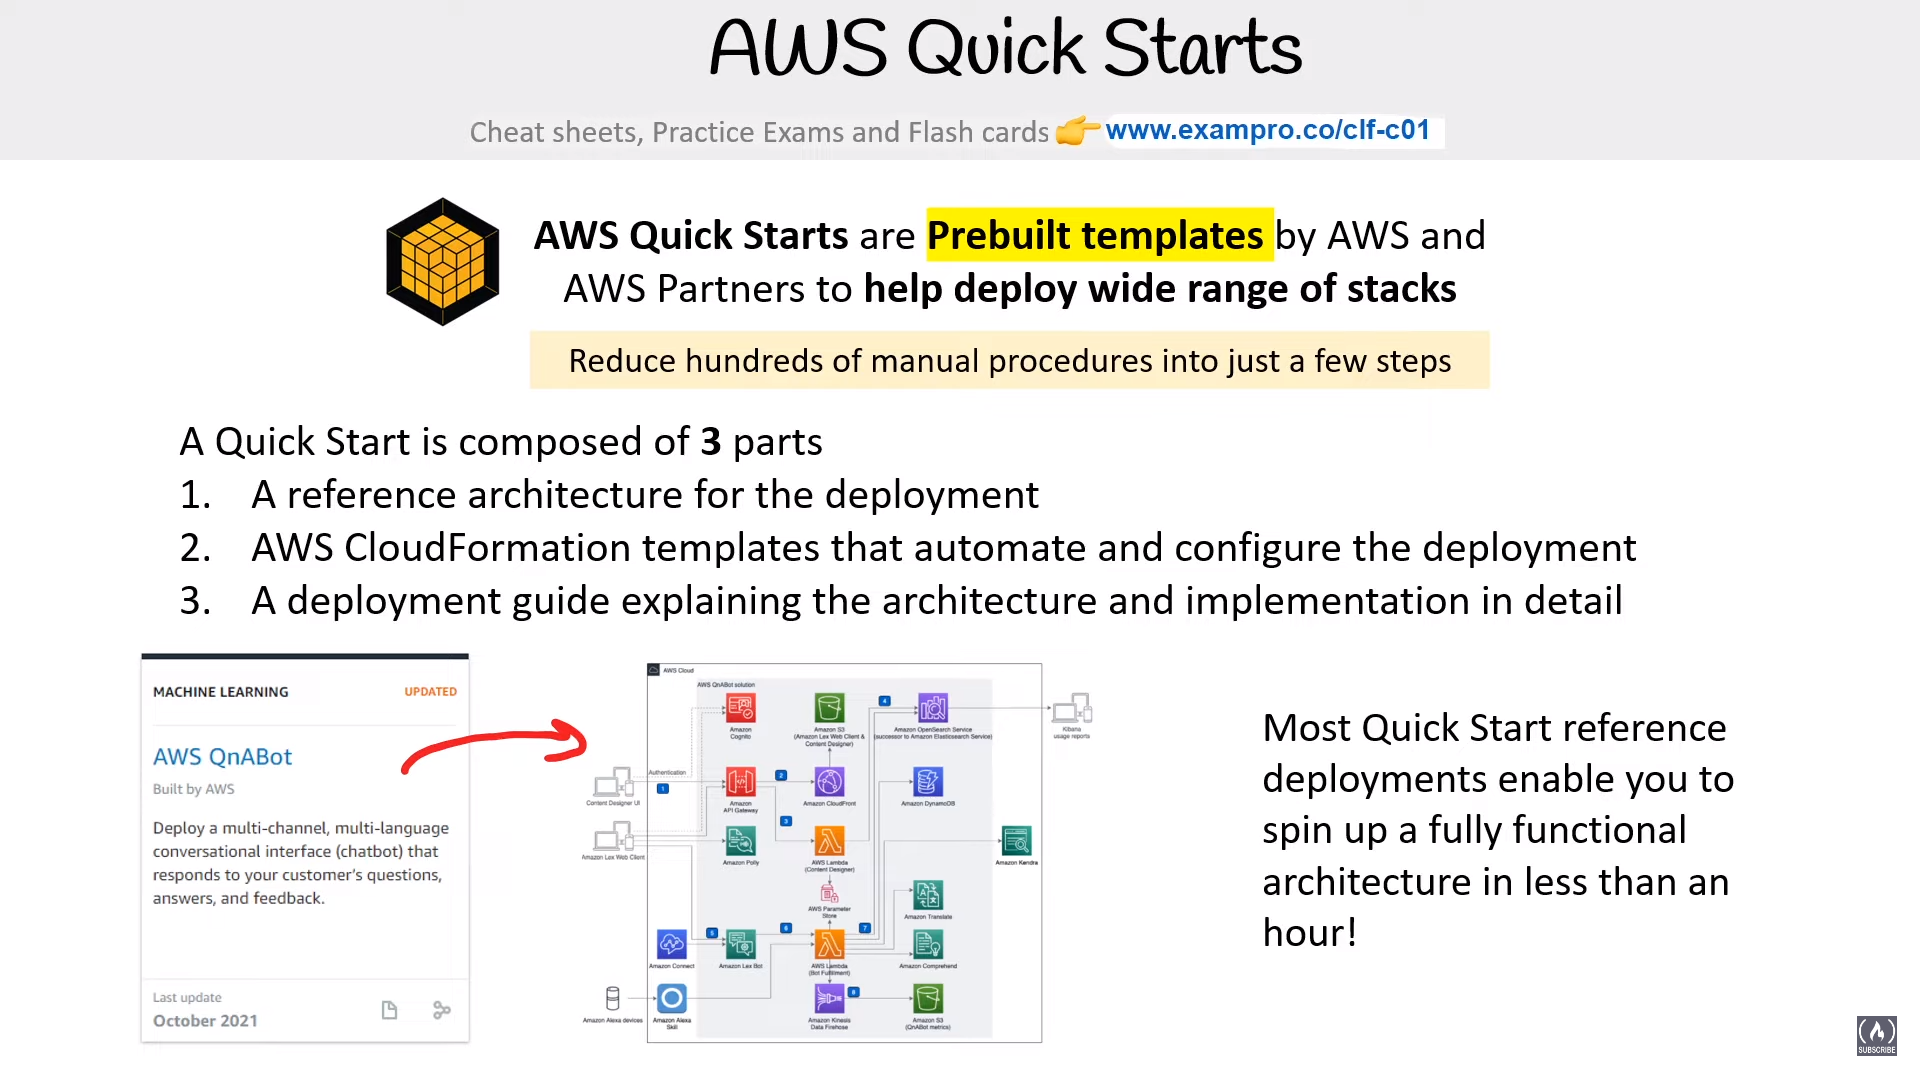 AWS Quick Starts
Cheat sheets, Practice Exams and Flash cards 👉 www.exampro.co/clf-c01
AWS Quick Starts are Prebuilt templates by AWS and
AWS Partners to help deploy wide range of stacks
Reduce hundreds of manual procedures into just a few steps
A Quick Start is composed of 3 parts
1. A reference architecture for the deployment
2. AWS CloudFormation templates that automate and configure the deployment
3. A deployment guide explaining the architecture and implementation in detail
MACHINE LEARNING UPDATED
AWS QnABot
Built by AWS
Deploy a multi-channel, multi-language
conversational interface (chatbot) that
responds to your customer's questions,
answers, and feedback.
Last update
October 2021
AWS Cloud
AWS QnABot solution
4
Amazon
Cognito
Amazon S3
(Amazon Lex Web Client &
Content Designer)
Amazon OpenSearch Service
(successor to Amazon Elasticsearch Service)
Kibana
usage reports
Authentication
1
2
Content Designer UI
Amazon
API Gateway
Amazon CloudFront
Amazon DynamoDB
3
Amazon Lex Web Client
Amazon Polly
AWS Lambda
(Content Designer)
Amazon Kendra
AWS Parameter
Store
Amazon Translate
5
6
7
Amazon Connect
Amazon Lex Bot
AWS Lambda
(Bot Fulfillment)
Amazon Comprehend
8
Amazon Alexa devices
Amazon Alexa
Skill
Amazon Kinesis
Data Firehose
Amazon S3
(QnABot metrics)
Most Quick Start reference
deployments enable you to
spin up a fully functional
architecture in less than an
hour!
SUBSCRIBE